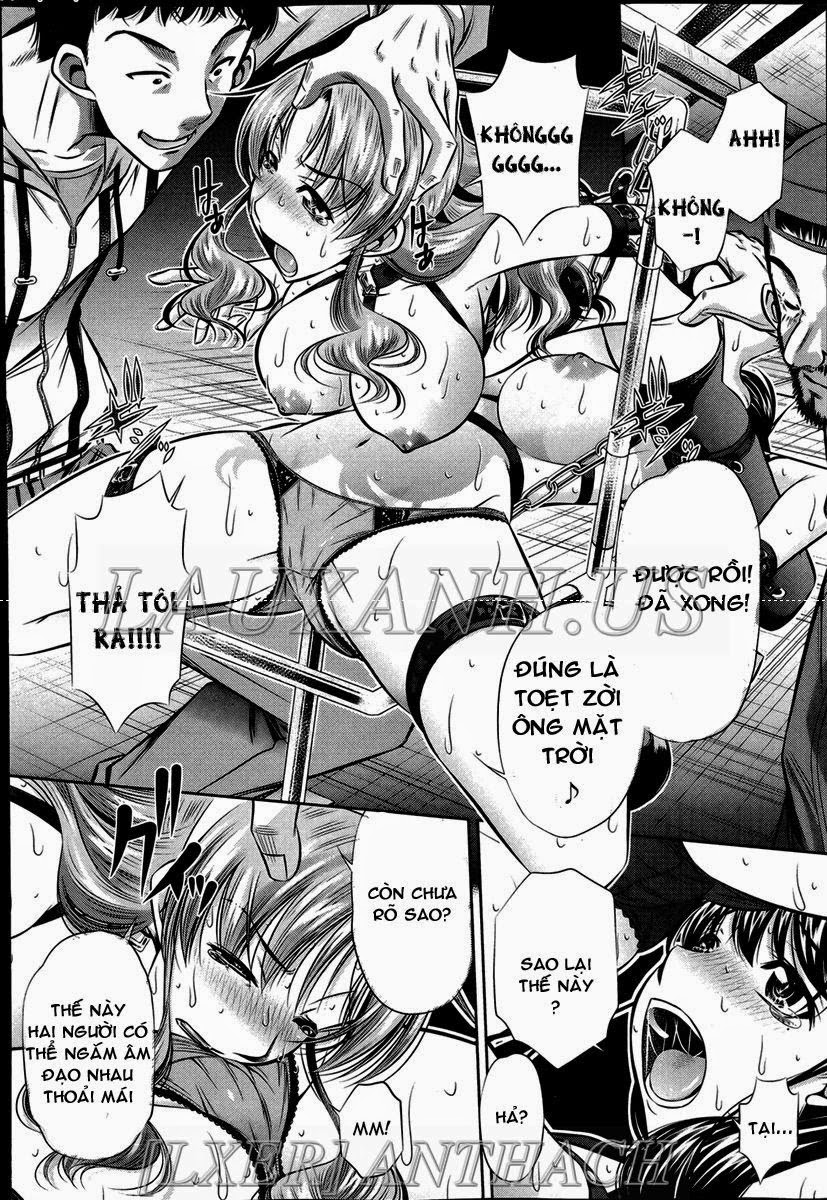 AHH!
KHÔNG
-!
KHÔNGGG
GGGG...
THẢ TÔI
RA!!!!
ĐƯỢC RỒI!
ĐÃ XONG!
ĐÚNG LÀ
TOẸT ZỜI
ÔNG MẶT
TRỜI
♪
LAUXANH.US
SAO LẠI
THẾ NÀY
?
TẠI...
HẢ?
CÒN CHƯA
RÕ SAO?
THẾ NÀY
HAI NGƯỜI CÓ
THỂ NGẮM ÂM
ĐẠO NHAU
THOẢI MÁI
MM!
[LXER] ANTHACH